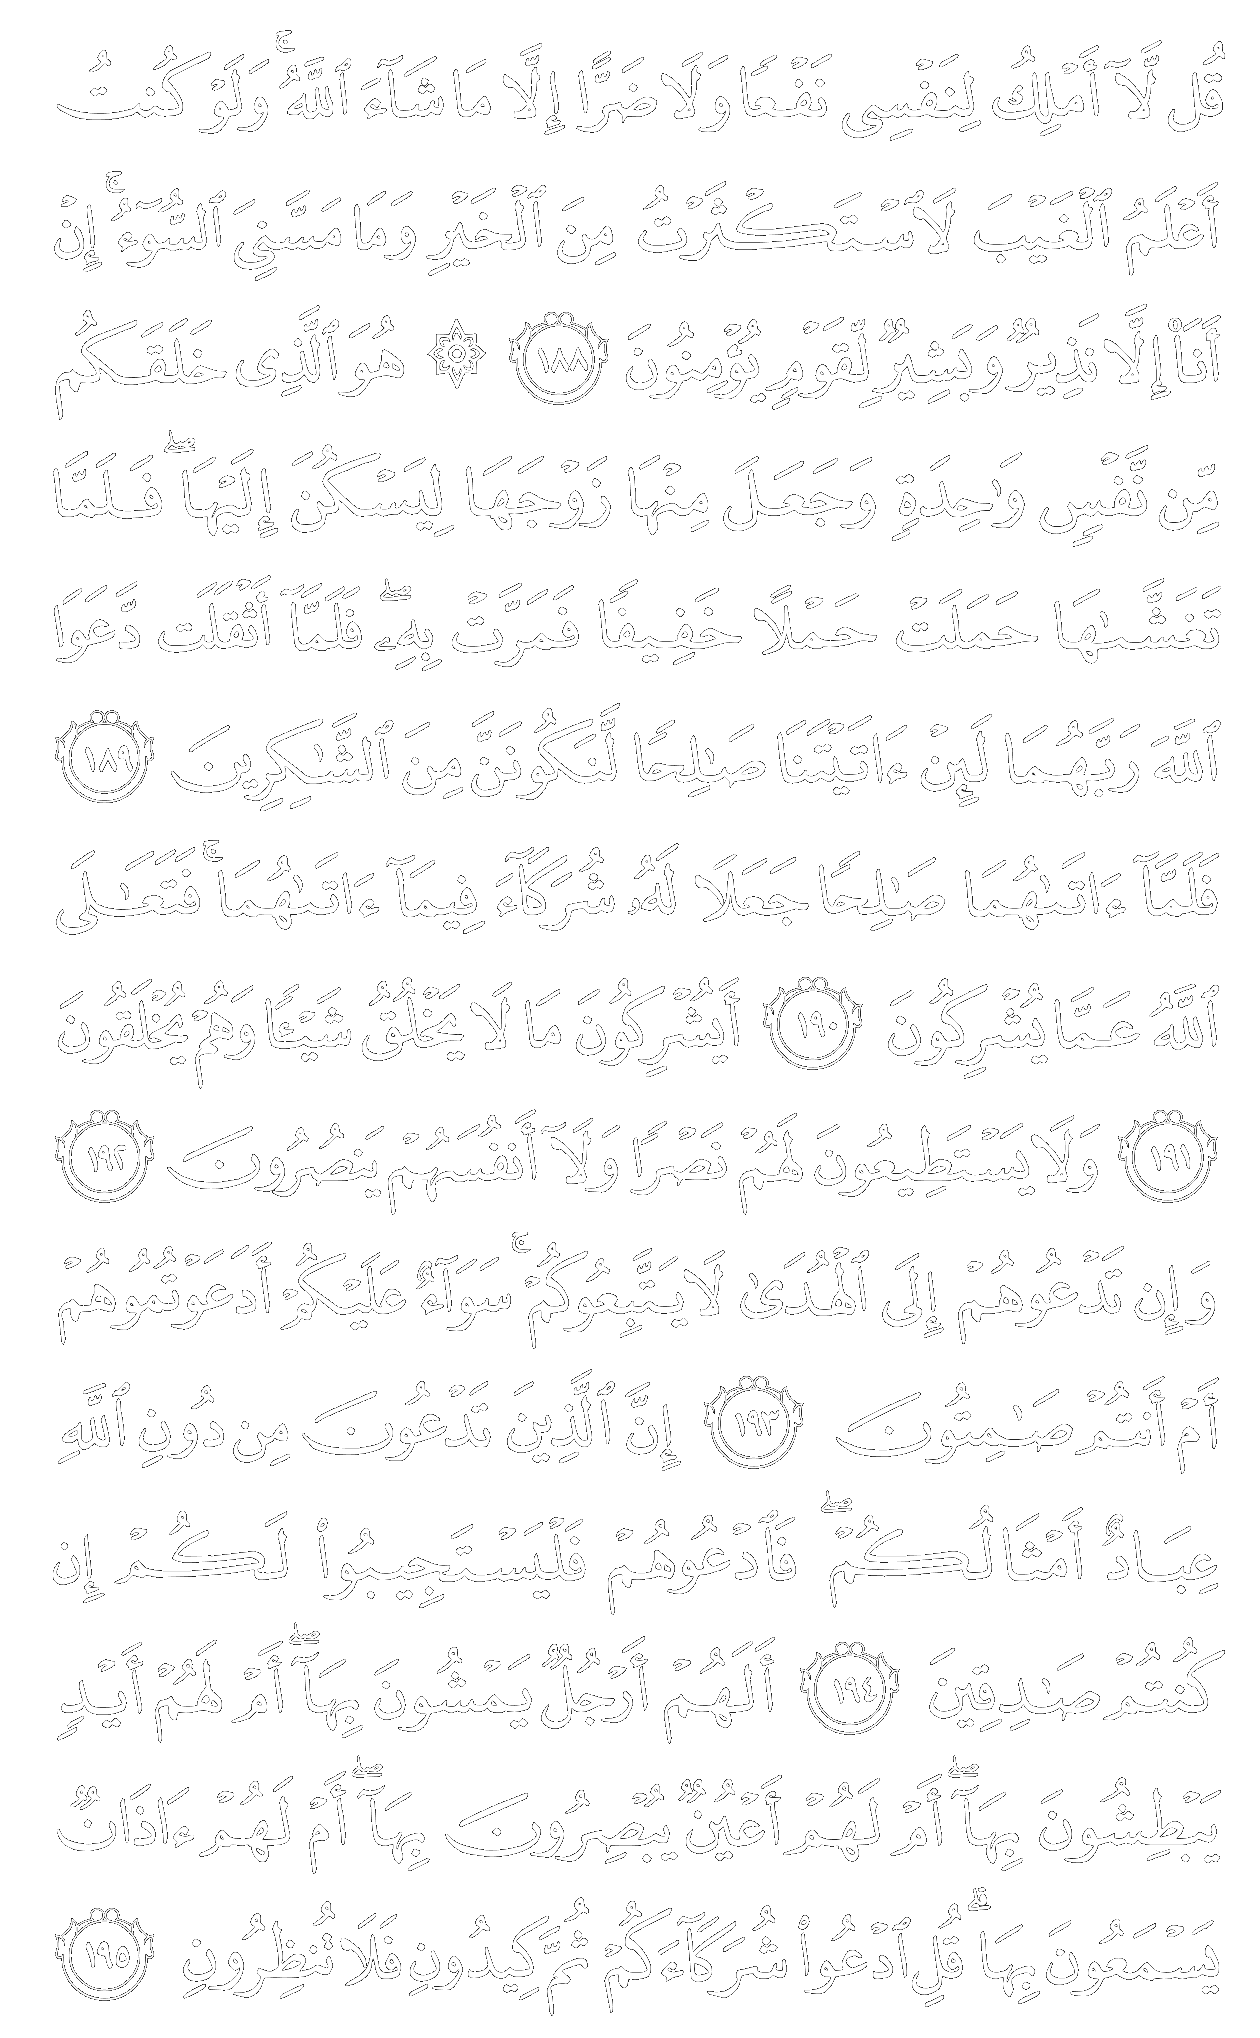 قُل لَّآ أَمْلِكُ لِنَفْسِى نَفْعًا وَلَا ضَرًّا إِلَّا مَا شَآءَ ٱللَّهُ ۚ وَلَوْ كُنتُ
أَعْلَمُ ٱلْغَيْبَ لَٱسْتَكْثَرْتُ مِنَ ٱلْخَيْرِ وَمَا مَسَّنِىَ ٱلسُّوٓءُ ۚ إِنْ
أَنَا۠ إِلَّا نَذِيرٌ وَبَشِيرٌ لِّقَوْمٍ يُؤْمِنُونَ ١٨٨ ۞ هُوَ ٱلَّذِى خَلَقَكُم
مِّن نَّفْسٍ وَٰحِدَةٍ وَجَعَلَ مِنْهَا زَوْجَهَا لِيَسْكُنَ إِلَيْهَا ۖ فَلَمَّا
تَغَشَّىٰهَا حَمَلَتْ حَمْلًا خَفِيفًا فَمَرَّتْ بِهِۦ ۖ فَلَمَّآ أَثْقَلَت دَّعَوَا
ٱللَّهَ رَبَّهُمَا لَئِنْ ءَاتَيْتَنَا صَٰلِحًا لَّنَكُونَنَّ مِنَ ٱلشَّٰكِرِينَ ١٨٩
فَلَمَّآ ءَاتَىٰهُمَا صَٰلِحًا جَعَلَا لَهُۥ شُرَكَآءَ فِيمَآ ءَاتَىٰهُمَا ۚ فَتَعَٰلَى
ٱللَّهُ عَمَّا يُشْرِكُونَ ١٩٠ أَيُشْرِكُونَ مَا لَا يَخْلُقُ شَيْـًٔا وَهُمْ يُخْلَقُونَ
١٩١ وَلَا يَسْتَطِيعُونَ لَهُمْ نَصْرًا وَلَآ أَنفُسَهُمْ يَنصُرُونَ ١٩٢
وَإِن تَدْعُوهُمْ إِلَى ٱلْهُدَىٰ لَا يَتَّبِعُوكُمْ ۚ سَوَآءٌ عَلَيْكُمْ أَدَعَوْتُمُوهُمْ
أَمْ أَنتُمْ صَٰمِتُونَ ١٩٣ إِنَّ ٱلَّذِينَ تَدْعُونَ مِن دُونِ ٱللَّهِ
عِبَادٌ أَمْثَالُكُمْ ۖ فَٱدْعُوهُمْ فَلْيَسْتَجِيبُوا۟ لَكُمْ إِن
كُنتُمْ صَٰدِقِينَ ١٩٤ أَلَهُمْ أَرْجُلٌ يَمْشُونَ بِهَآ ۖ أَمْ لَهُمْ أَيْدٍ
يَبْطِشُونَ بِهَآ ۖ أَمْ لَهُمْ أَعْيُنٌ يُبْصِرُونَ بِهَآ ۖ أَمْ لَهُمْ ءَاذَانٌ
يَسْمَعُونَ بِهَا ۗ قُلِ ٱدْعُوا۟ شُرَكَآءَكُمْ ثُمَّ كِيدُونِ فَلَا تُنظِرُونِ ١٩٥